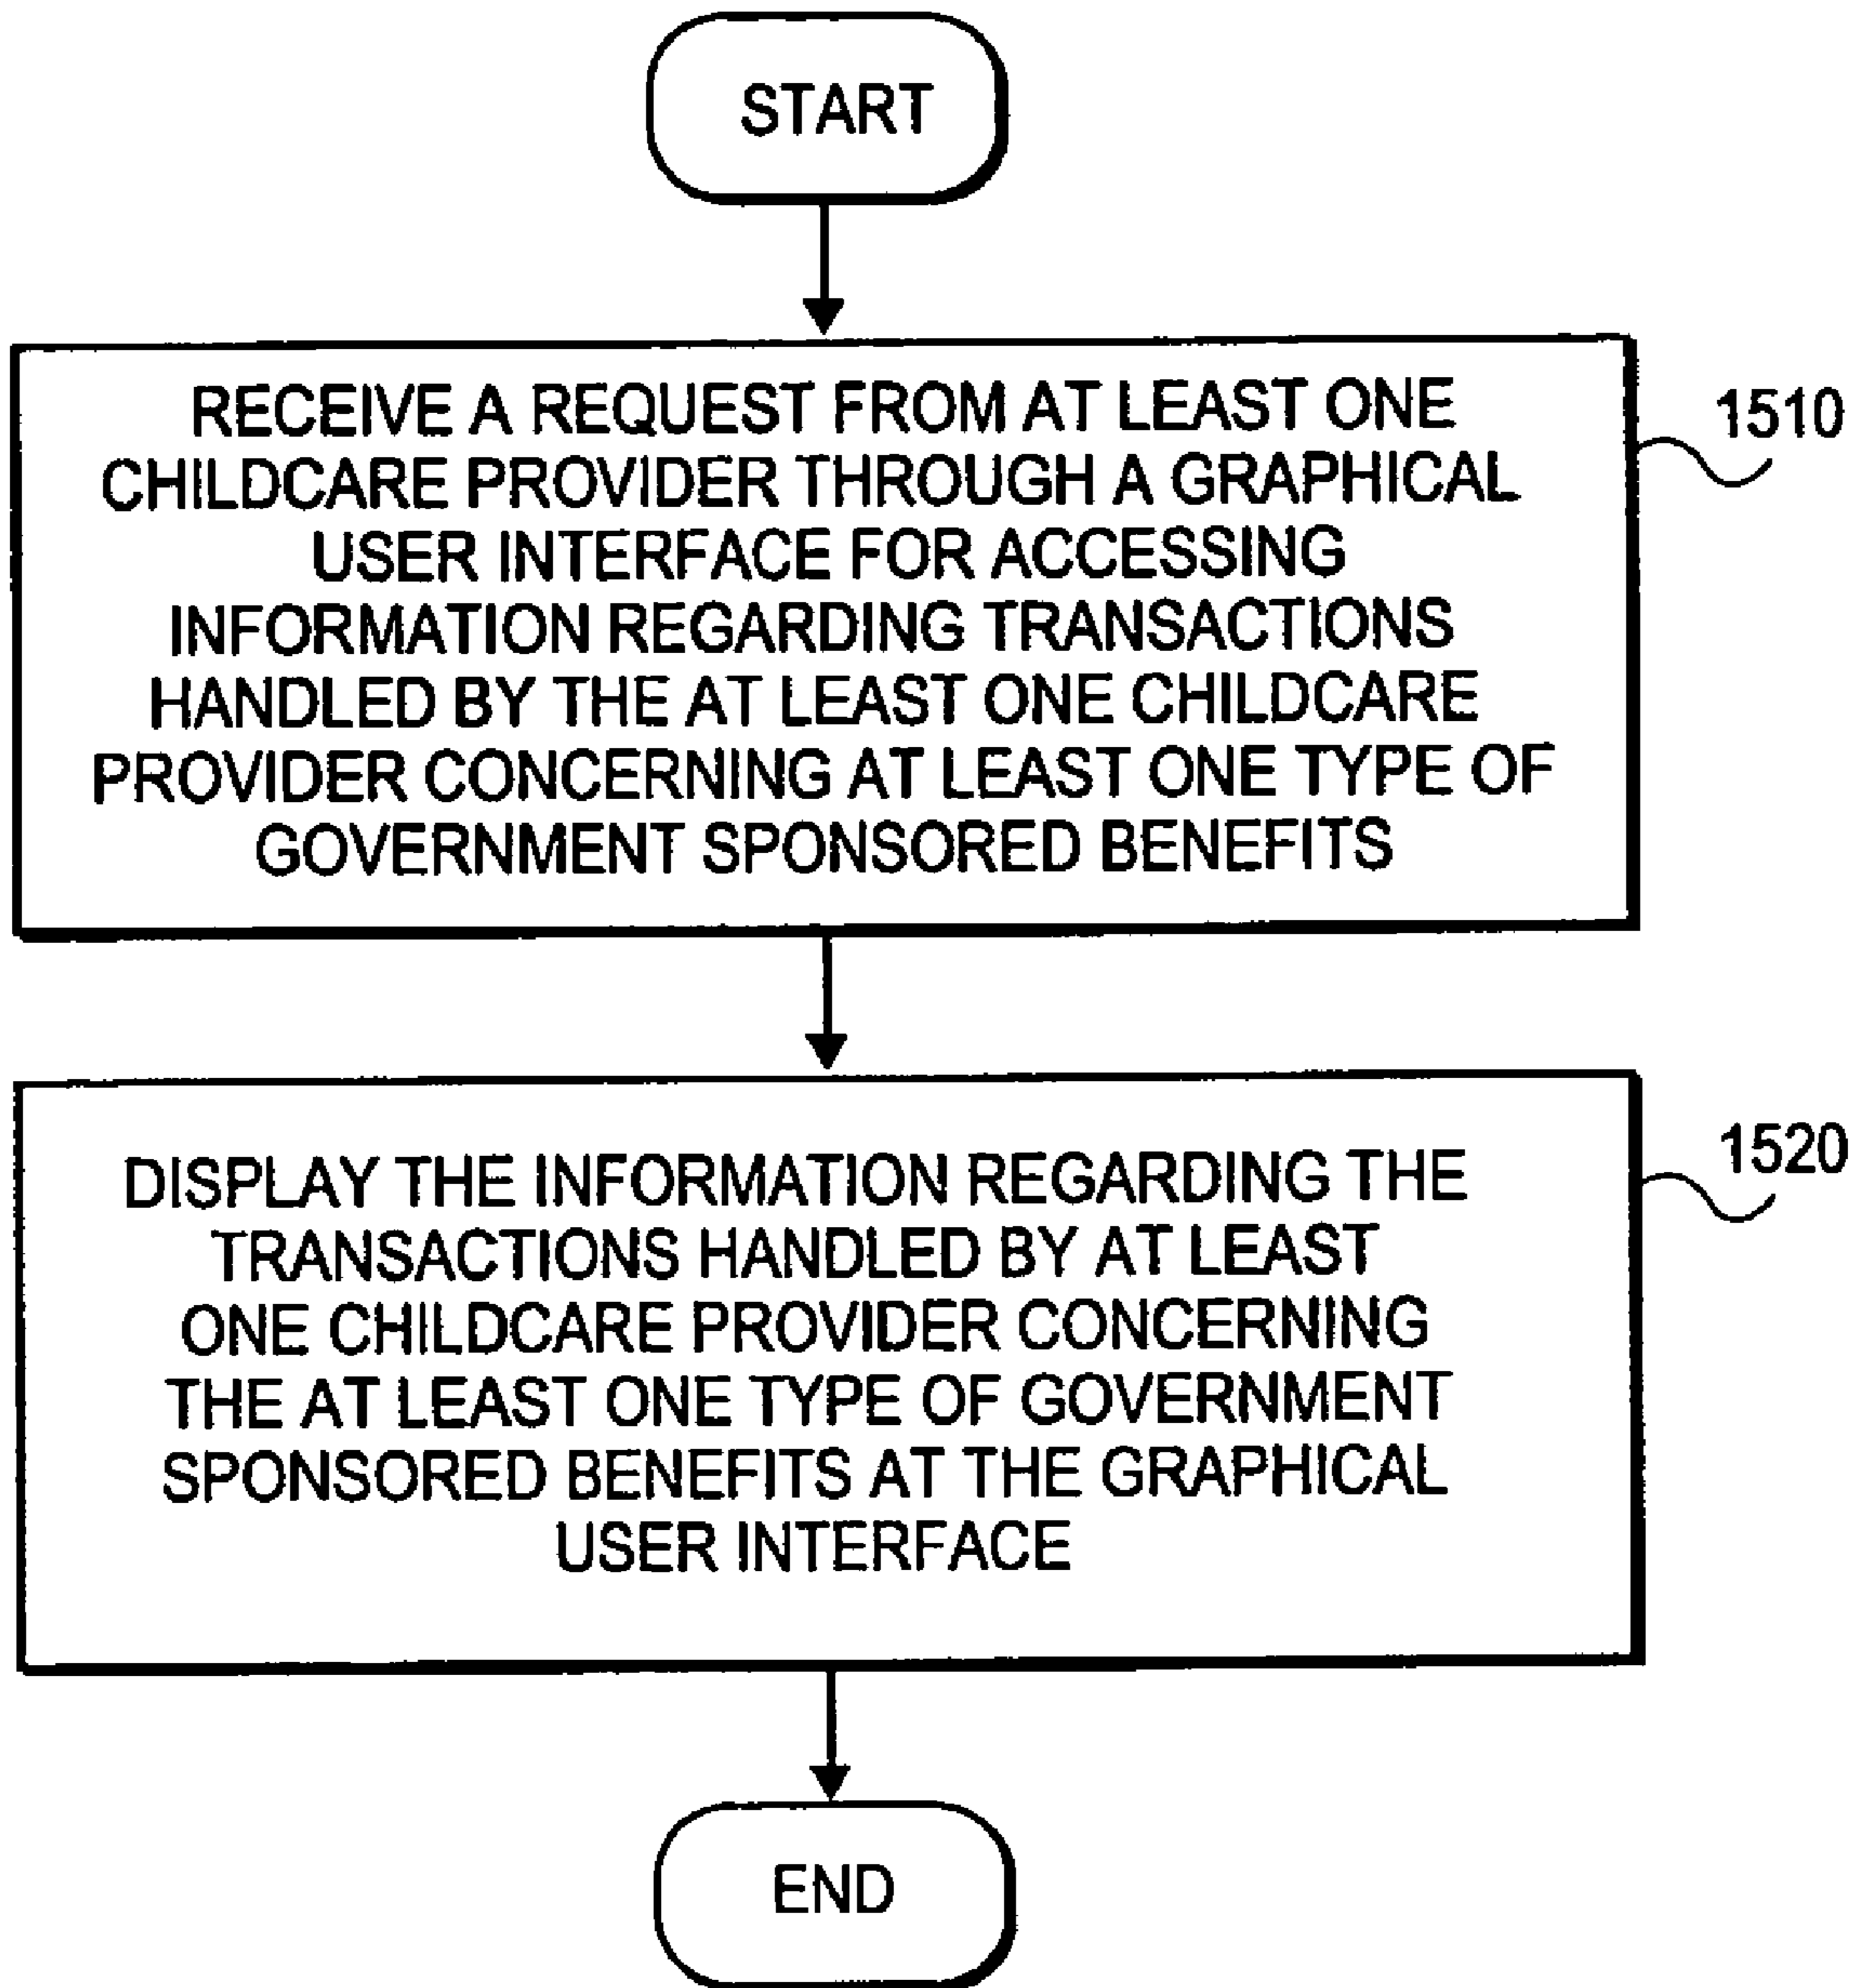 START
RECEIVE A REQUEST FROM AT LEAST ONE
CHILDCARE PROVIDER THROUGH A GRAPHICAL
USER INTERFACE FOR ACCESSING
INFORMATION REGARDING TRANSACTIONS
HANDLED BY THE AT LEAST ONE CHILDCARE
PROVIDER CONCERNING AT LEAST ONE TYPE OF
GOVERNMENT SPONSORED BENEFITS
1510
DISPLAY THE INFORMATION REGARDING THE
TRANSACTIONS HANDLED BY AT LEAST
ONE CHILDCARE PROVIDER CONCERNING
THE AT LEAST ONE TYPE OF GOVERNMENT
SPONSORED BENEFITS AT THE GRAPHICAL
USER INTERFACE
1520
END